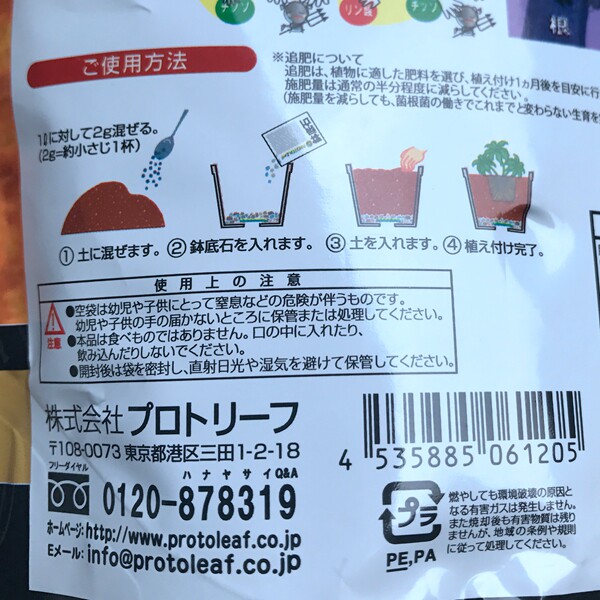 チッソ
リン酸
チッソ
根
ご使用方法
※追肥について
追肥は、植物に適した肥料を選び、植え付け1ヵ月後を目安に行
施肥量は通常の半分程度に減らしてください。
(施肥量を減らしても、菌根菌の働きでこれまでと変わらない生育を
1ℓに対して2g混ぜる。
(2g=約小さじ1杯)
鉢底石
①土に混ぜます。 ②鉢底石を入れます。 ③土を入れます。 ④植え付け完了。
使用上の注意
注意
●空袋は幼児や子供にとって窒息などの危険が伴うものです。
幼児や子供の手の届かないところに保管または処理してください。
●本品は食べものではありません。口の中に入れたり、
飲み込んだりしないでください。
●開封後は袋を密封し、直射日光や湿気を避けて保管してください。
株式会社 プロトリーフ
〒108-0073 東京都港区三田1-2-18
フリーダイヤル
ハナヤサイQ&A
0120-878319
ホームページ:http://www.protoleaf.co.jp
Eメール:info@protoleaf.co.jp
4 535885 061205
プラ
PE,PA
燃やしても環境破壊の原因と
なる有害ガスは発生しません。
また焼却後も有害物質は残り
ませんが、地域の条例や規則
に従って処理してください。